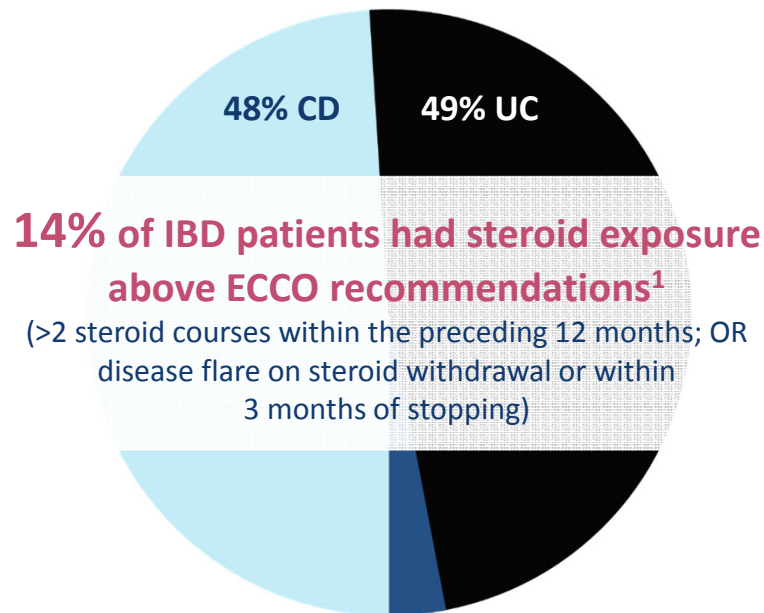 48% CD 49% UC
14% of IBD patients had steroid exposure
above ECCO recommendations¹
(>2 steroid courses within the preceding 12 months; OR
disease flare on steroid withdrawal or within
3 months of stopping)